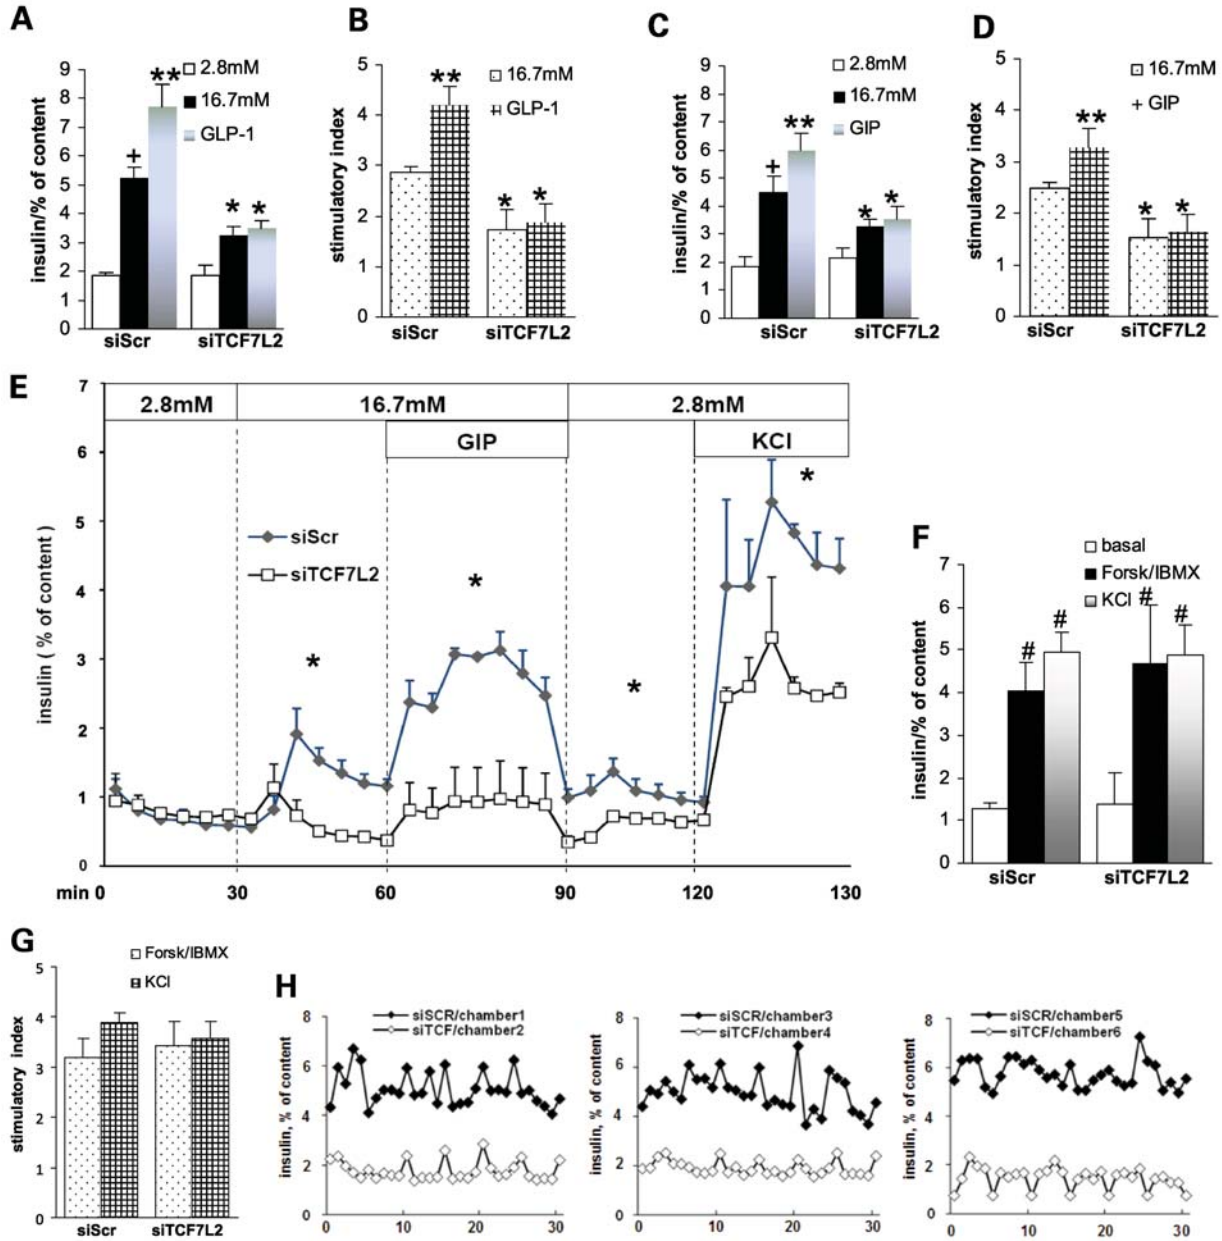 A
B
C
D
insulin/% of content
9
8
7
6
5
4
3
2
1
0
**
+
*
*
2.8mM
16.7mM
GLP-1
siScr
siTCF7L2
stimulatory index
5
4
3
2
1
0
**
*
*
16.7mM
GLP-1
siScr
siTCF7L2
insulin/% of content
9
8
7
6
5
4
3
2
1
0
+
**
*
*
2.8mM
16.7mM
GIP
siScr
siTCF7L2
stimulatory index
5
4
3
2
1
0
**
*
*
16.7mM
+ GIP
siScr
siTCF7L2
E
insulin ( % of content )
7
6
5
4
3
2
1
0
2.8mM
16.7mM
2.8mM
GIP
KCl
siScr
siTCF7L2
*
*
*
*
min 0
30
60
90
120
130
F
insulin/% of content
7
6
5
4
3
2
1
0
basal
Forsk/IBMX
KCl
#
#
#
#
siScr
siTCF7L2
G
stimulatory index
5
4
3
2
1
0
Forsk/IBMX
KCl
siScr
siTCF7L2
H
insulin, % of content
8
6
4
2
0
siSCR/chamber1
siTCF/chamber2
0
10
20
30
insulin, % of content
8
6
4
2
0
siSCR/chamber3
siTCF/chamber4
0
10
20
30
insulin, % of content
8
6
4
2
0
siSCR/chamber5
siTCF/chamber6
0
10
20
30